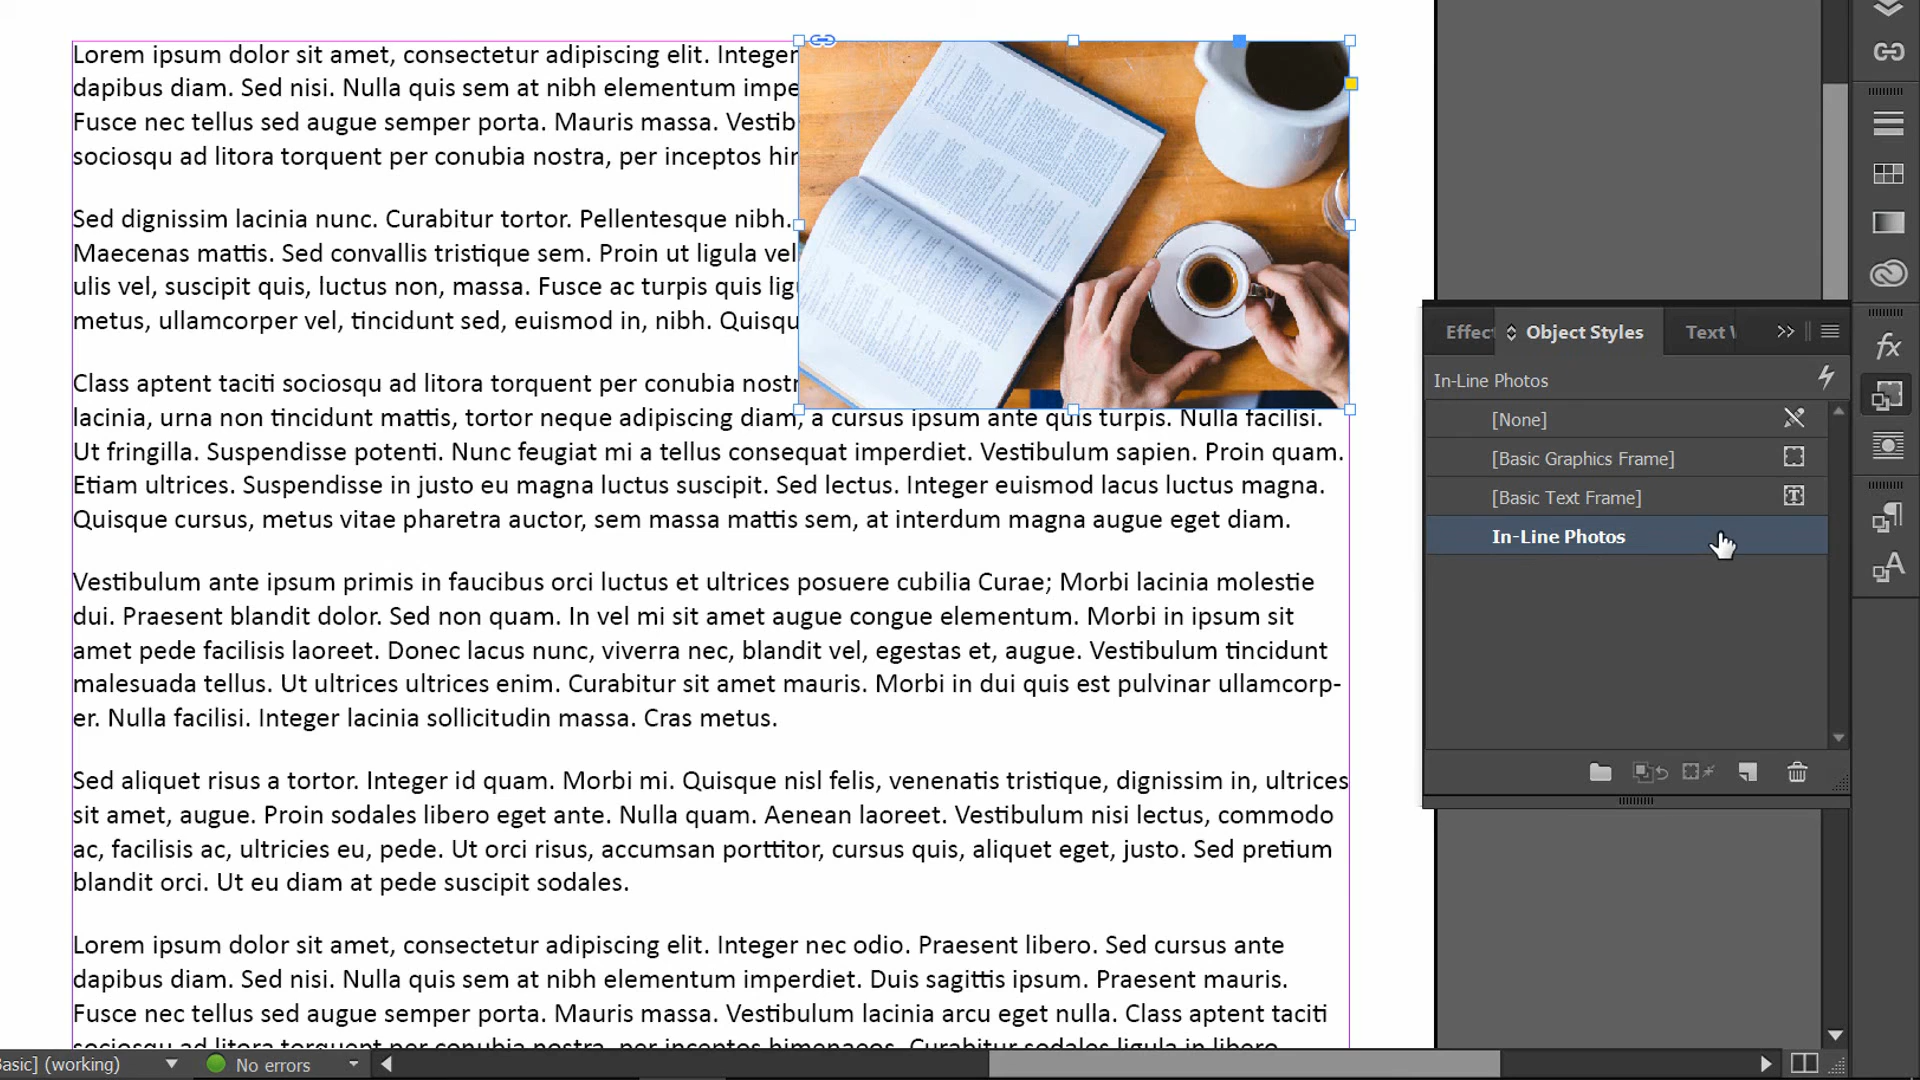 Lorem ipsum dolor sit amet, consectetur adipiscing elit. Integer
dapibus diam. Sed nisi. Nulla quis sem at nibh elementum impe
Fusce nec tellus sed augue semper porta. Mauris massa. Vestib
sociosqu ad litora torquent per conubia nostra, per inceptos hin
Sed dignissim lacinia nunc. Curabitur tortor. Pellentesque nibh.
Maecenas mattis. Sed convallis tristique sem. Proin ut ligula vel
ulis vel, suscipit quis, luctus non, massa. Fusce ac turpis quis lig
metus, ullamcorper vel, tincidunt sed, euismod in, nibh. Quisqu
Class aptent taciti sociosqu ad litora torquent per conubia nostr
lacinia, urna non tincidunt mattis, tortor neque adipiscing diam, a cursus ipsum ante quis turpis. Nulla facilisi.
Ut fringilla. Suspendisse potenti. Nunc feugiat mi a tellus consequat imperdiet. Vestibulum sapien. Proin quam.
Etiam ultrices. Suspendisse in justo eu magna luctus suscipit. Sed lectus. Integer euismod lacus luctus magna.
Quisque cursus, metus vitae pharetra auctor, sem massa mattis sem, at interdum magna augue eget diam.
Vestibulum ante ipsum primis in faucibus orci luctus et ultrices posuere cubilia Curae; Morbi lacinia molestie
dui. Praesent blandit dolor. Sed non quam. In vel mi sit amet augue congue elementum. Morbi in ipsum sit
amet pede facilisis laoreet. Donec lacus nunc, viverra nec, blandit vel, egestas et, augue. Vestibulum tincidunt
malesuada tellus. Ut ultrices ultrices enim. Curabitur sit amet mauris. Morbi in dui quis est pulvinar ullamcorp-
er. Nulla facilisi. Integer lacinia sollicitudin massa. Cras metus.
Sed aliquet risus a tortor. Integer id quam. Morbi mi. Quisque nisl felis, venenatis tristique, dignissim in, ultrices
sit amet, augue. Proin sodales libero eget ante. Nulla quam. Aenean laoreet. Vestibulum nisi lectus, commodo
ac, facilisis ac, ultricies eu, pede. Ut orci risus, accumsan porttitor, cursus quis, aliquet eget, justo. Sed pretium
blandit orci. Ut eu diam at pede suscipit sodales.
Lorem ipsum dolor sit amet, consectetur adipiscing elit. Integer nec odio. Praesent libero. Sed cursus ante
dapibus diam. Sed nisi. Nulla quis sem at nibh elementum imperdiet. Duis sagittis ipsum. Praesent mauris.
Fusce nec tellus sed augue semper porta. Mauris massa. Vestibulum lacinia arcu eget nulla. Class aptent taciti
sociosqu ad litora torquent per conubia nostra, per inceptos himenaeos. Curabitur sodales ligula in libero
Effec
Object Styles
Text
In-Line Photos
[None]
[Basic Graphics Frame]
[Basic Text Frame]
In-Line Photos
asic] (working)
No errors